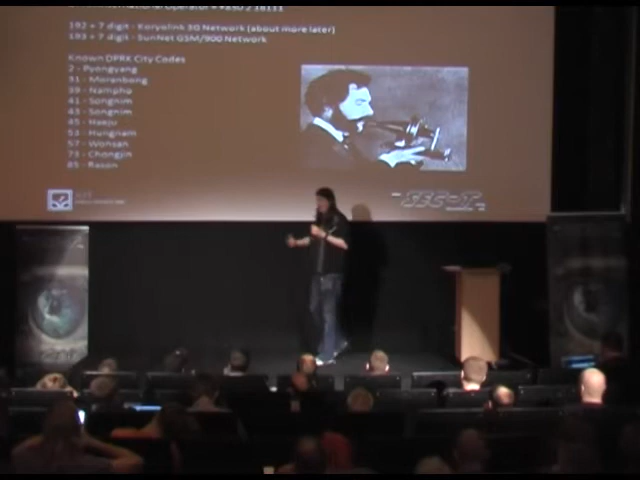 192 + 7 digit - Koryolink 3G Network (about more later)
193 + 7 digit - SunNet GSM/900 Network
Known DPRK City Codes
2 - Pyongyang
31 - Moranbong
39 - Nampho
41 - Songnim
43 - Songnim
45 - Haeju
53 - Hungnam
57 - Wonsan
73 - Chongjin
85 - Rason
SEC-T